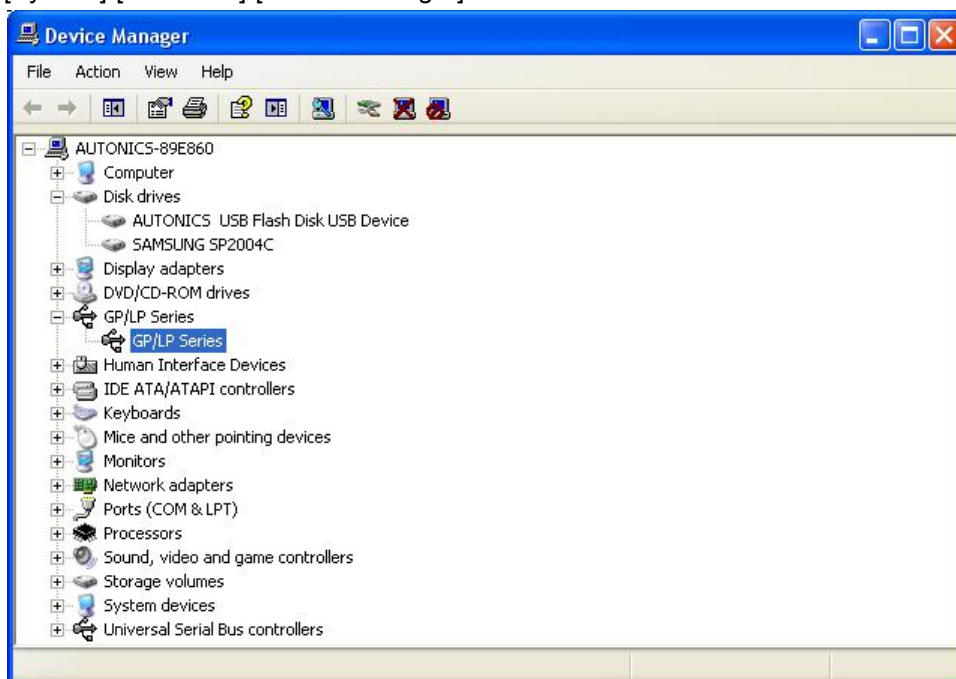 Device Manager
File Action View Help
AUTONICS-89E860
Computer
Disk drives
AUTONICS USB Flash Disk USB Device
SAMSUNG SP2004C
Display adapters
DVD/CD-ROM drives
GP/LP Series
GP/LP Series
Human Interface Devices
IDE ATA/ATAPI controllers
Keyboards
Mice and other pointing devices
Monitors
Network adapters
Ports (COM & LPT)
Processors
Sound, video and game controllers
Storage volumes
System devices
Universal Serial Bus controllers